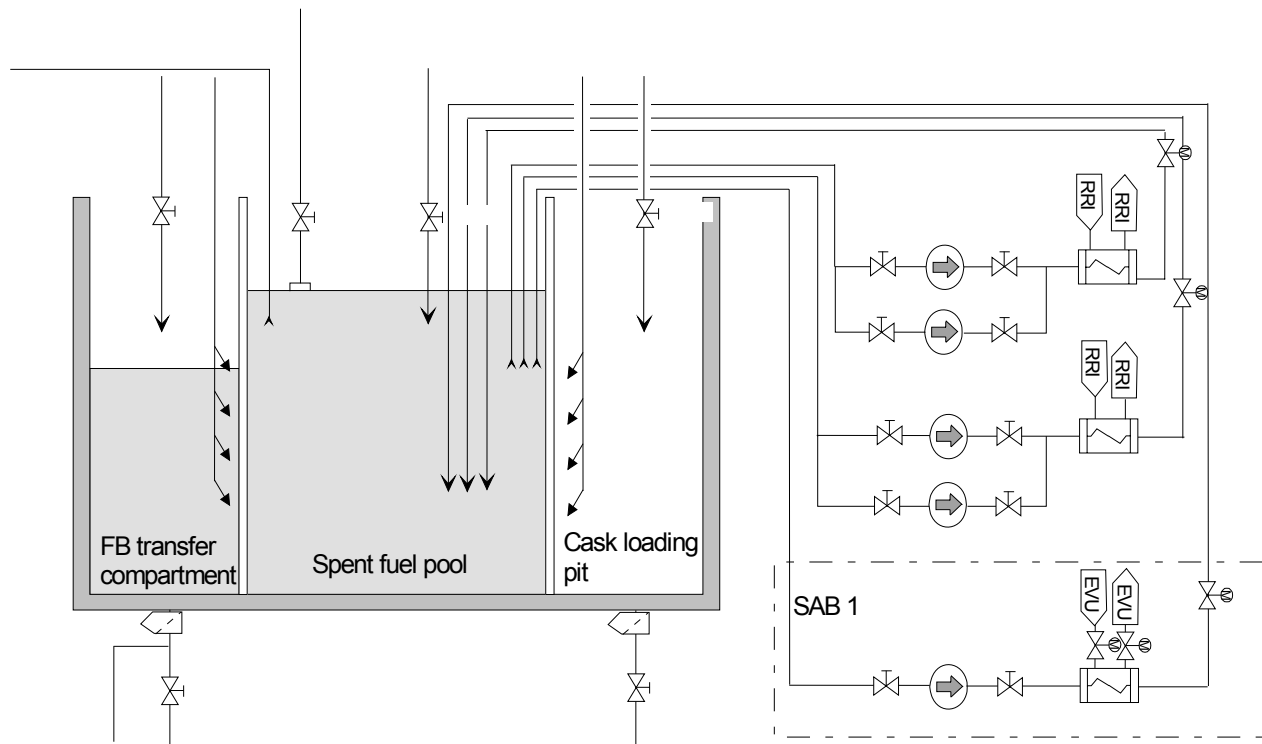 RRI
RRI
RRI
RRI
FB transfer
compartment
Spent fuel pool
Cask loading
pit
SAB 1
EVU
EVU
M
M
M
M
M